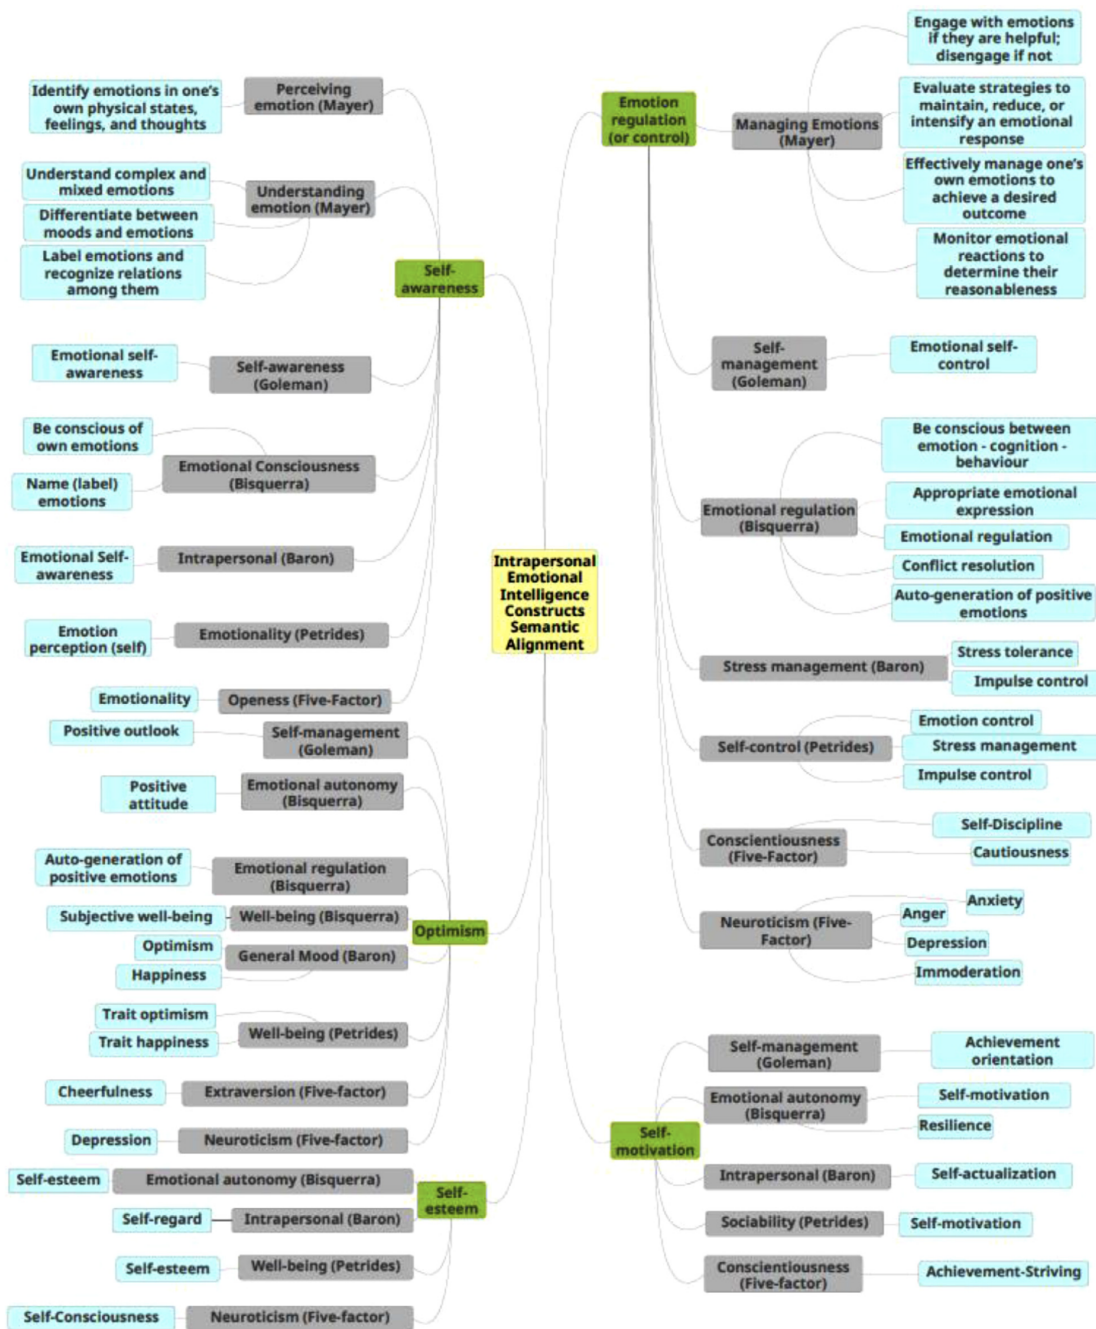 Intrapersonal
Emotional
Intelligence
Constructs
Semantic
Alignment
Self-
awareness
Perceiving
emotion (Mayer)
Identify emotions in one's
own physical states,
feelings, and thoughts
Understanding
emotion (Mayer)
Understand complex and
mixed emotions
Differentiate between
moods and emotions
Label emotions and
recognize relations
among them
Self-awareness
(Goleman)
Emotional self-
awareness
Emotional Consciousness
(Bisquerra)
Be conscious of
own emotions
Name (label)
emotions
Intrapersonal (Baron)
Emotional Self-
awareness
Emotionality (Petrides)
Emotion
perception (self)
Openess (Five-Factor)
Emotionality
Optimism
Self-management
(Goleman)
Positive outlook
Emotional autonomy
(Bisquerra)
Positive
attitude
Emotional regulation
(Bisquerra)
Auto-generation of
positive emotions
Well-being (Bisquerra)
Subjective well-being
General Mood (Baron)
Optimism
Happiness
Well-being (Petrides)
Trait optimism
Trait happiness
Extraversion (Five-factor)
Cheerfulness
Neuroticism (Five-factor)
Depression
Self-
esteem
Emotional autonomy (Bisquerra)
Self-esteem
Intrapersonal (Baron)
Self-regard
Well-being (Petrides)
Self-esteem
Neuroticism (Five-factor)
Self-Consciousness
Emotion
regulation
(or control)
Managing Emotions
(Mayer)
Engage with emotions
if they are helpful;
disengage if not
Evaluate strategies to
maintain, reduce, or
intensify an emotional
response
Effectively manage one's
own emotions to
achieve a desired
outcome
Monitor emotional
reactions to
determine their
reasonableness
Self-
management
(Goleman)
Emotional self-
control
Emotional regulation
(Bisquerra)
Be conscious between
emotion - cognition -
behaviour
Appropriate emotional
expression
Emotional regulation
Conflict resolution
Auto-generation of positive
emotions
Stress management (Baron)
Stress tolerance
Impulse control
Self-control (Petrides)
Emotion control
Stress management
Impulse control
Conscientiousness
(Five-Factor)
Self-Discipline
Cautiousness
Neuroticism (Five-
Factor)
Anxiety
Anger
Depression
Immoderation
Self-
motivation
Self-management
(Goleman)
Achievement
orientation
Emotional autonomy
(Bisquerra)
Self-motivation
Resilience
Intrapersonal (Baron)
Self-actualization
Sociability (Petrides)
Self-motivation
Conscientiousness
(Five-factor)
Achievement-Striving